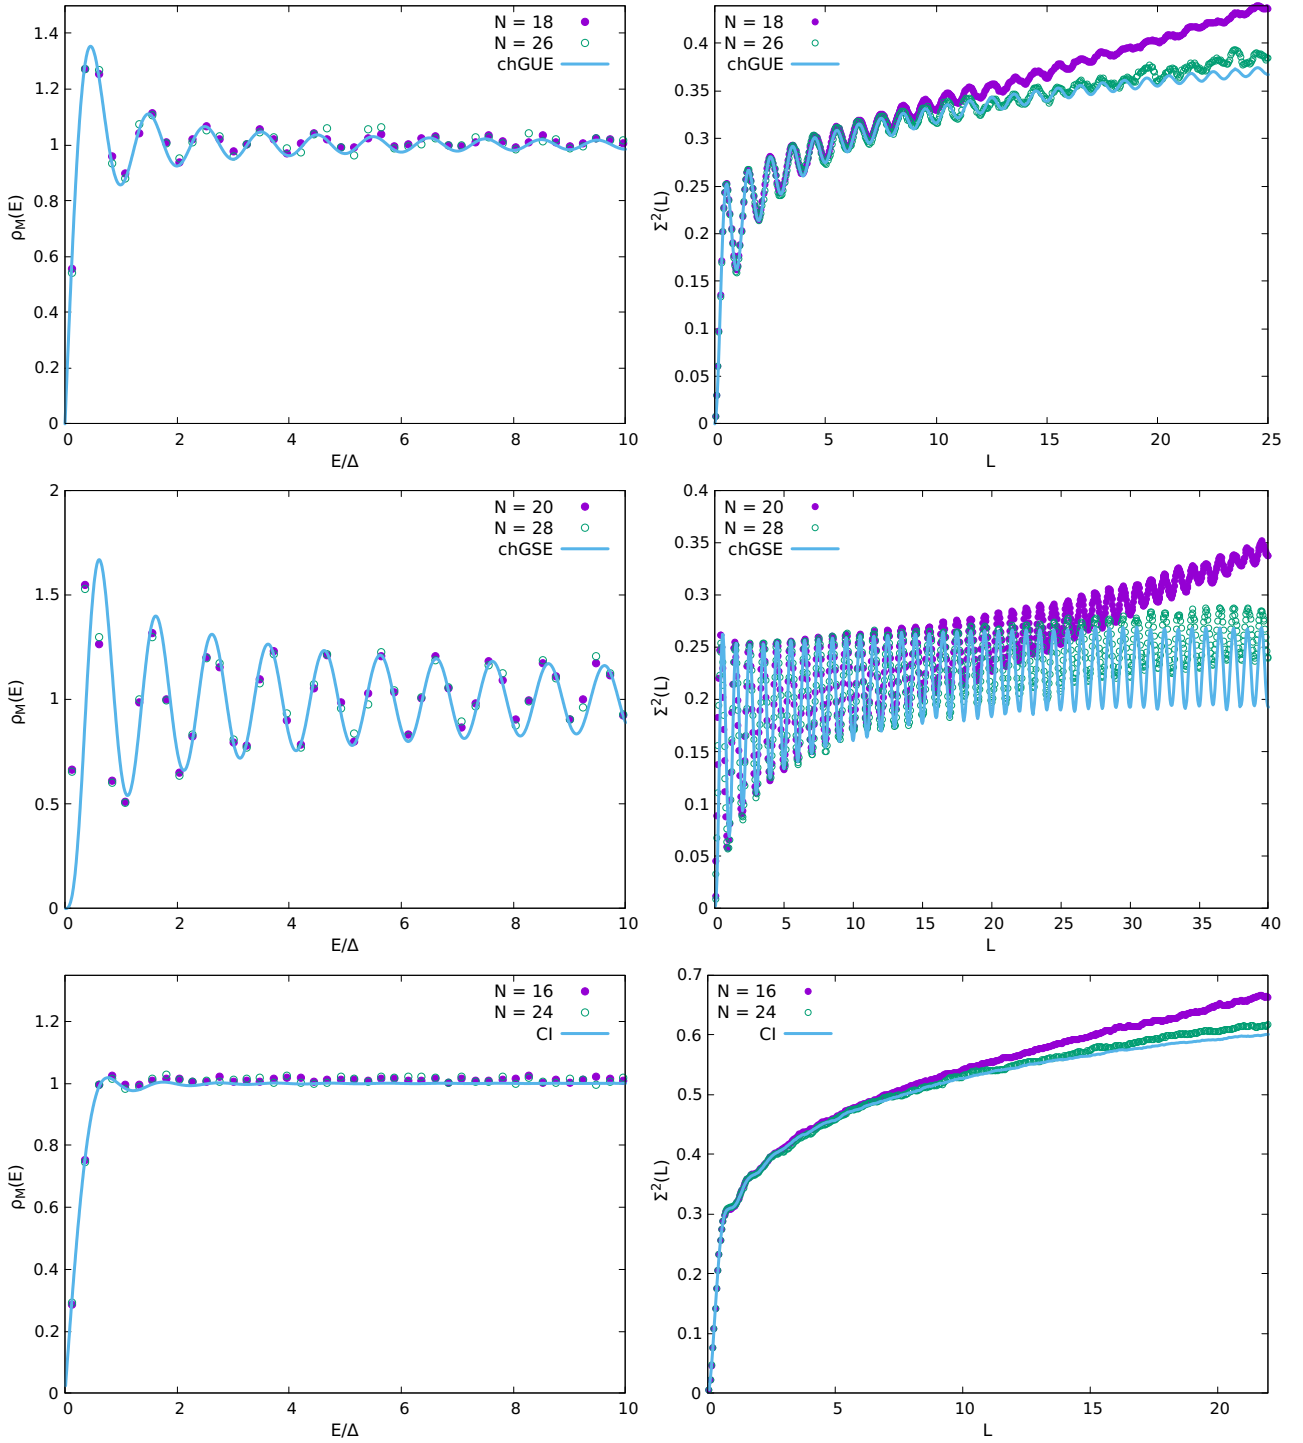 N = 18
N = 26
chGUE
1.4
1.2
1
0.8
0.6
0.4
0.2
0
ρM(E)
0 2 4 6 8 10
E/Δ
N = 18
N = 26
chGUE
0.4
0.35
0.3
0.25
0.2
0.15
0.1
0.05
0
Σ²(L)
0 5 10 15 20 25
L
N = 20
N = 28
chGSE
2
1.5
1
0.5
0
ρM(E)
0 2 4 6 8 10
E/Δ
N = 20
N = 28
chGSE
0.4
0.35
0.3
0.25
0.2
0.15
0.1
0.05
0
Σ²(L)
0 5 10 15 20 25 30 35 40
L
N = 16
N = 24
CI
1.2
1
0.8
0.6
0.4
0.2
0
ρM(E)
0 2 4 6 8 10
E/Δ
N = 16
N = 24
CI
0.7
0.6
0.5
0.4
0.3
0.2
0.1
0
Σ²(L)
0 5 10 15 20
L